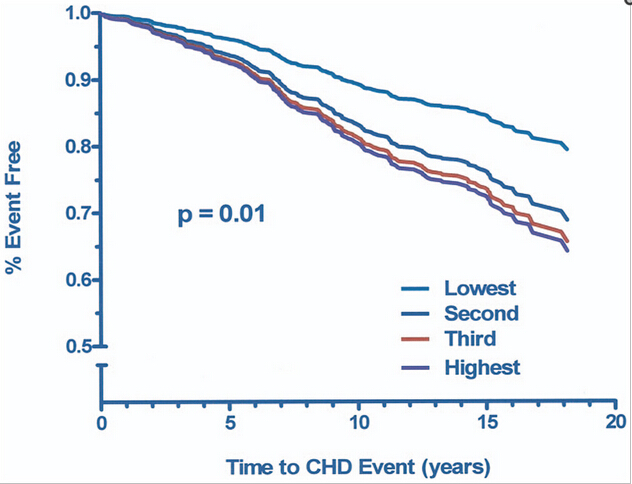 1.0
0.9
0.8
0.7
0.6
0.5
% Event Free
p = 0.01
Lowest
Second
Third
Highest
0 5 10 15 20
Time to CHD Event (years)